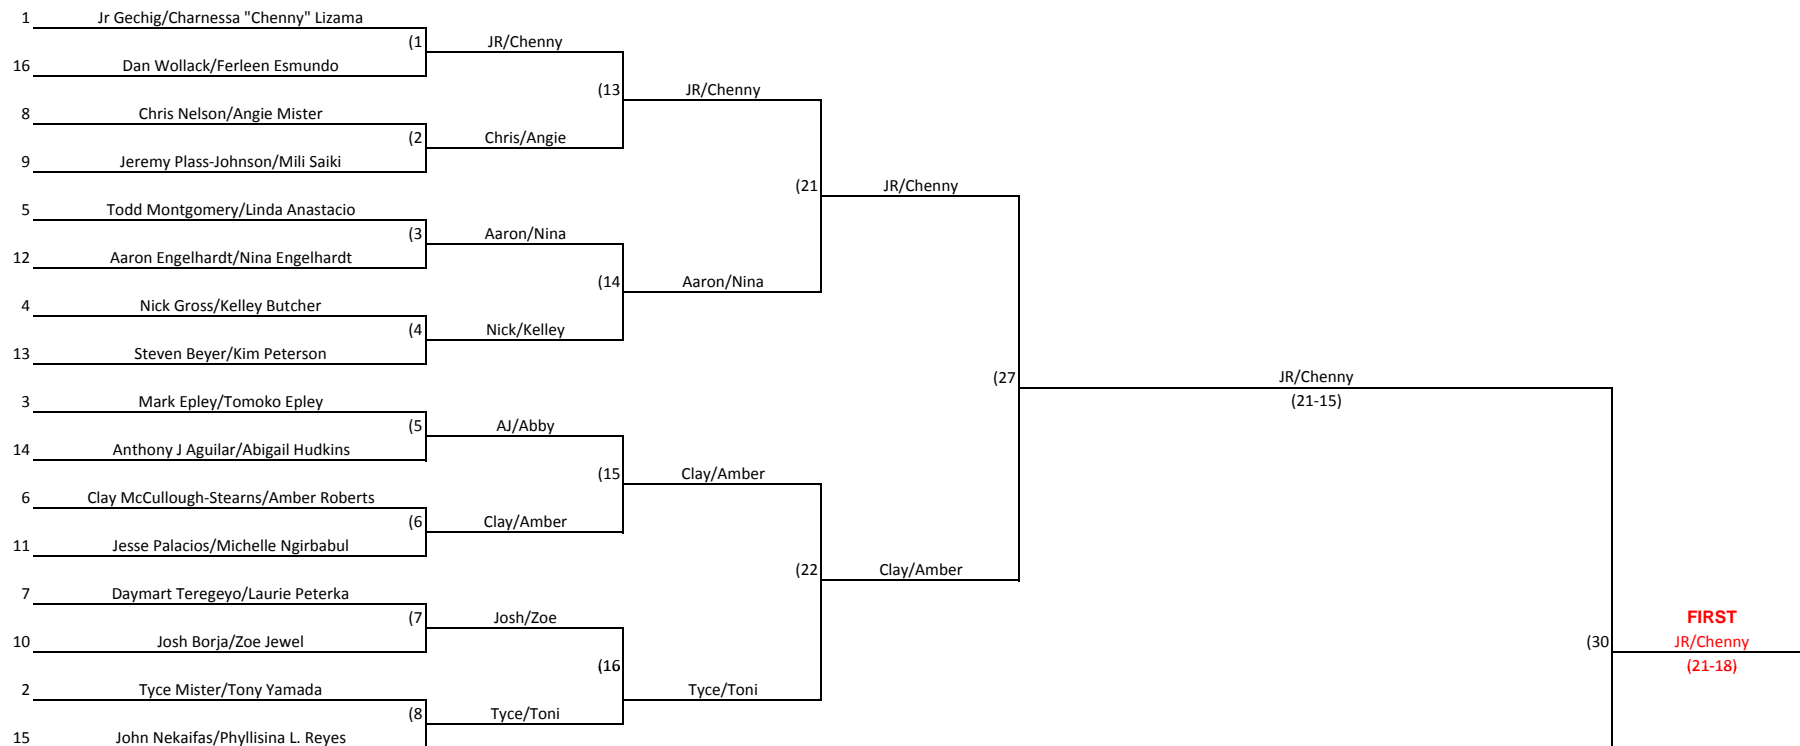 1 Jr Gechig/Charnessa "Chenny" Lizama
(1 JR/Chenny
16 Dan Wollack/Ferleen Esmundo
(13 JR/Chenny
8 Chris Nelson/Angie Mister
(2 Chris/Angie
9 Jeremy Plass-Johnson/Mili Saiki
(21 JR/Chenny
5 Todd Montgomery/Linda Anastacio
(3 Aaron/Nina
12 Aaron Engelhardt/Nina Engelhardt
(14 Aaron/Nina
4 Nick Gross/Kelley Butcher
(4 Nick/Kelley
13 Steven Beyer/Kim Peterson
(27 JR/Chenny
(21-15)
3 Mark Epley/Tomoko Epley
(5 AJ/Abby
14 Anthony J Aguilar/Abigail Hudkins
(15 Clay/Amber
6 Clay McCullough-Stearns/Amber Roberts
(6 Clay/Amber
11 Jesse Palacios/Michelle Ngirbabul
(22 Clay/Amber
7 Daymart Teregeyo/Laurie Peterka
(7 Josh/Zoe
FIRST
10 Josh Borja/Zoe Jewel
(30 JR/Chenny
(16
(21-18)
2 Tyce Mister/Tony Yamada
Tyce/Toni
(8 Tyce/Toni
15 John Nekaifas/Phyllisina L. Reyes